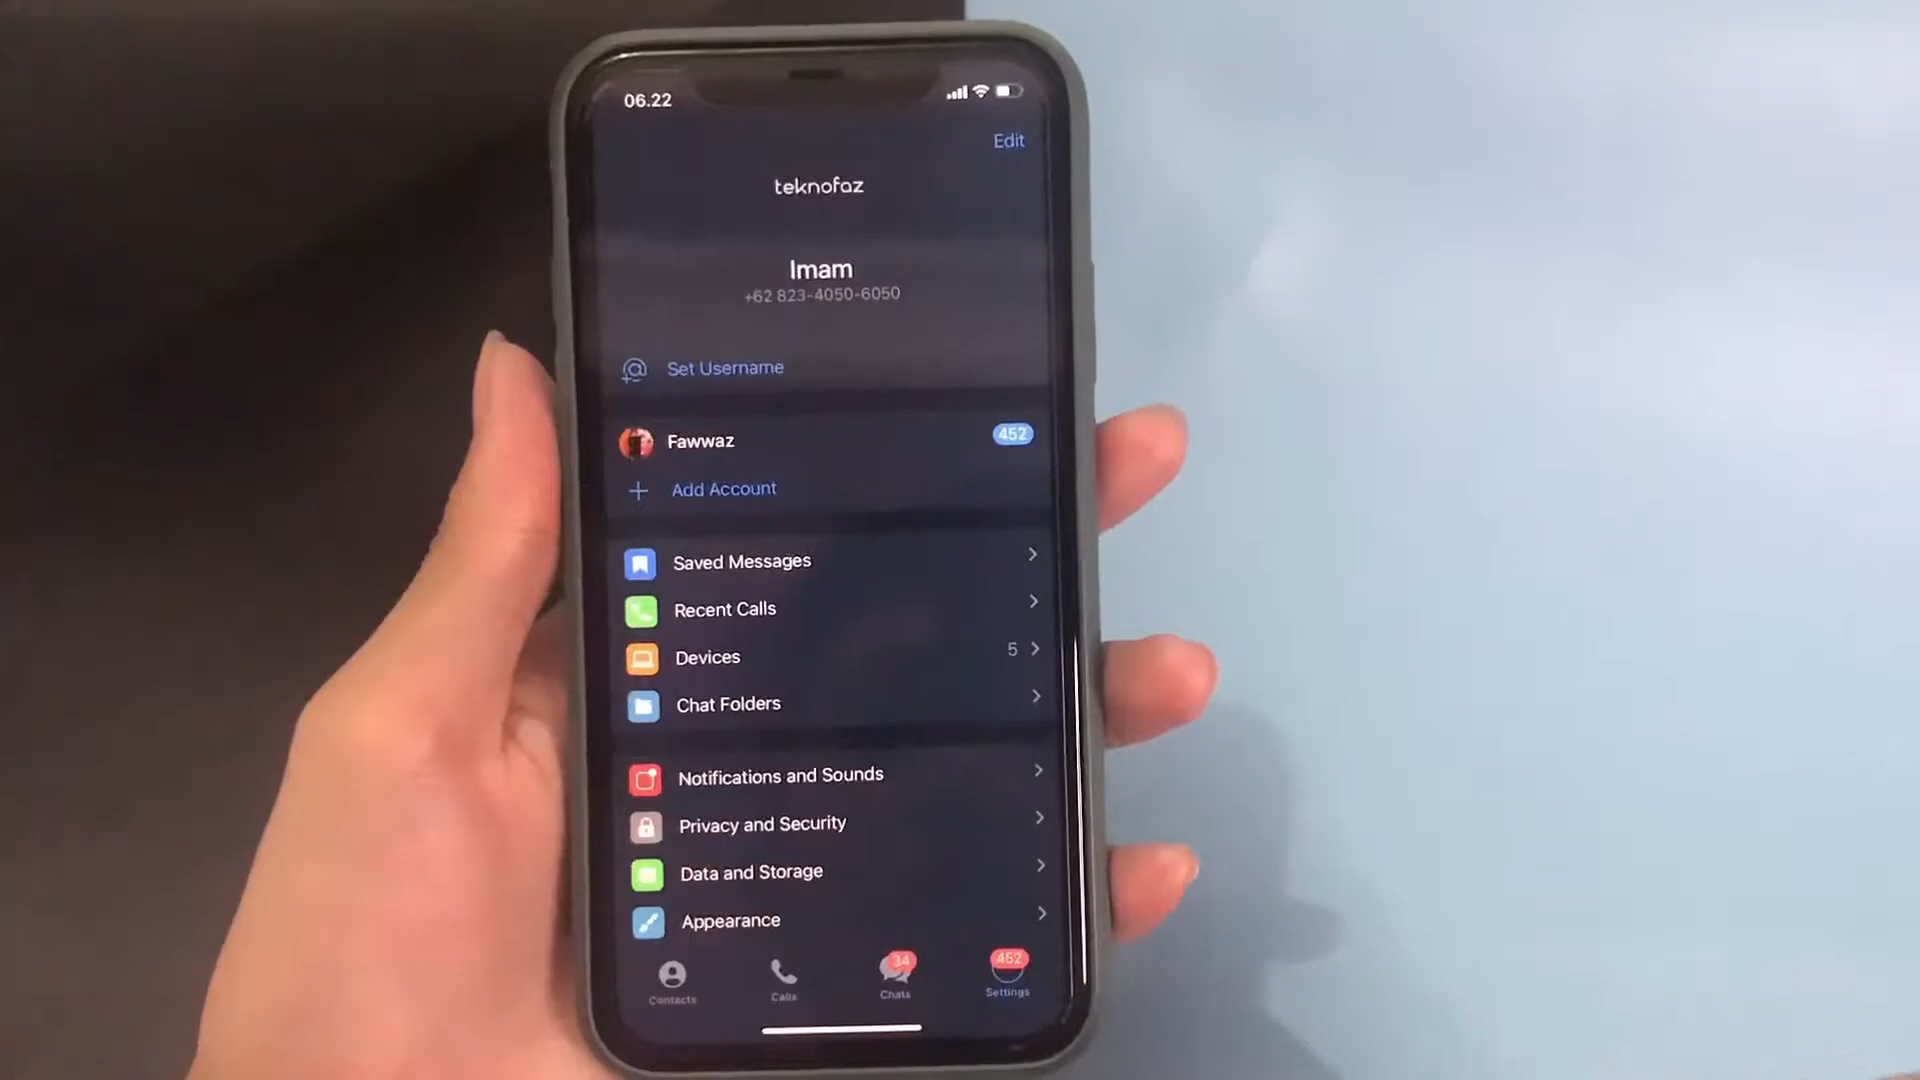 06.22
Edit
teknofaz
Imam
+62 823-4050-6050
Set Username
Fawwaz
452
Add Account
Saved Messages
Recent Calls
Devices
5
Chat Folders
Notifications and Sounds
Privacy and Security
Data and Storage
Appearance
34
452
Contacts
Calls
Chats
Settings